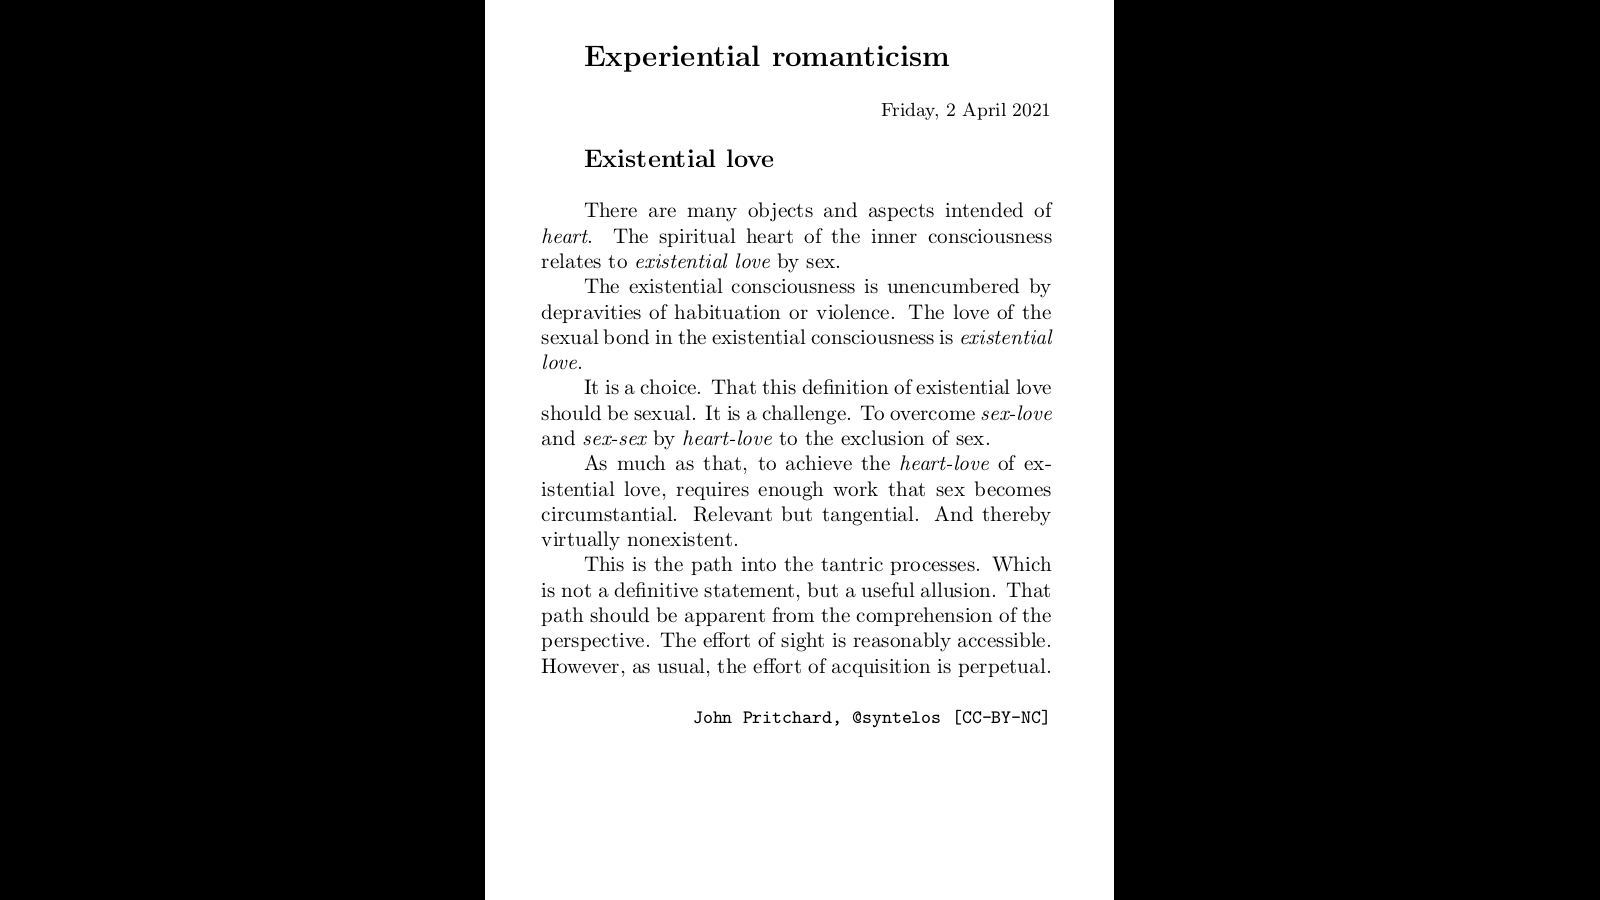 Experiential romanticism
Friday, 2 April 2021
Existential love
There are many objects and aspects intended of
heart. The spiritual heart of the inner consciousness
relates to existential love by sex.
The existential consciousness is unencumbered by
depravities of habituation or violence. The love of the
sexual bond in the existential consciousness is existential
love.
It is a choice. That this definition of existential love
should be sexual. It is a challenge. To overcome sex-love
and sex-sex by heart-love to the exclusion of sex.
As much as that, to achieve the heart-love of ex-
istential love, requires enough work that sex becomes
circumstantial. Relevant but tangential. And thereby
virtually nonexistent.
This is the path into the tantric processes. Which
is not a definitive statement, but a useful allusion. That
path should be apparent from the comprehension of the
perspective. The effort of sight is reasonably accessible.
However, as usual, the effort of acquisition is perpetual.
John Pritchard, @syntelos [CC-BY-NC]